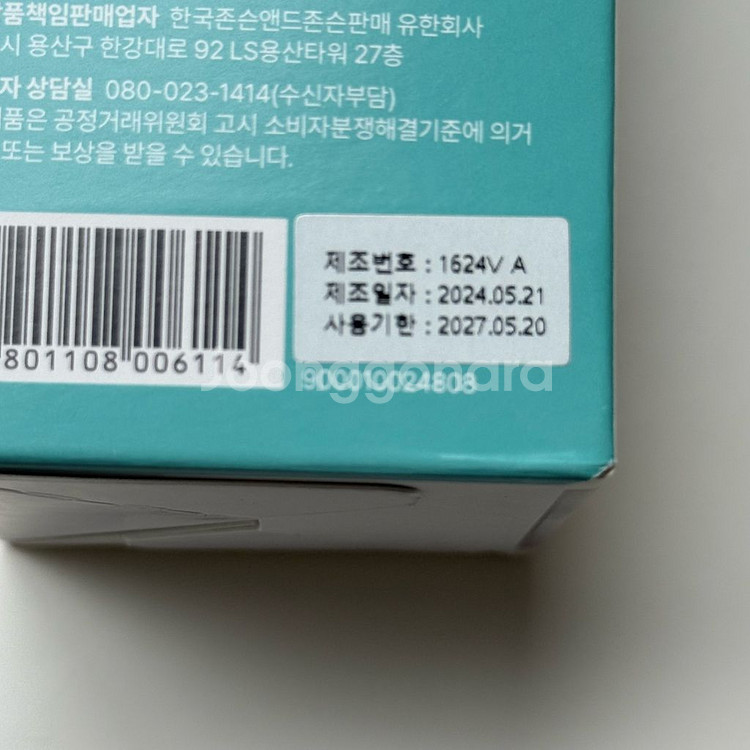 품책임판매업자 한국존슨앤드존슨판매 유한회사
시 용산구 한강대로 92 LS용산타워 27층
자 상담실 080-023-1414(수신자부담)
품은 공정거래위원회 고시 소비자분쟁해결기준에 의거
또는 보상을 받을 수 있습니다.
제조번호 : 1624V A
제조일자 : 2024.05.21
사용기한 : 2027.05.20
801108 006114
Joonggonara